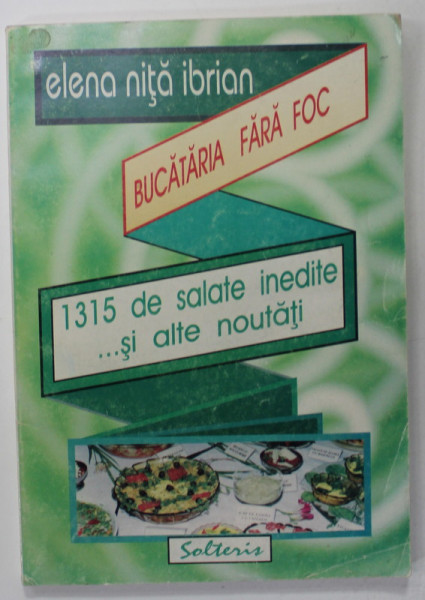 elena niţă ibrian
BUCĂTĂRIA FĂRĂ FOC
1315 de salate inedite
...şi alte noutăţi
Solteris